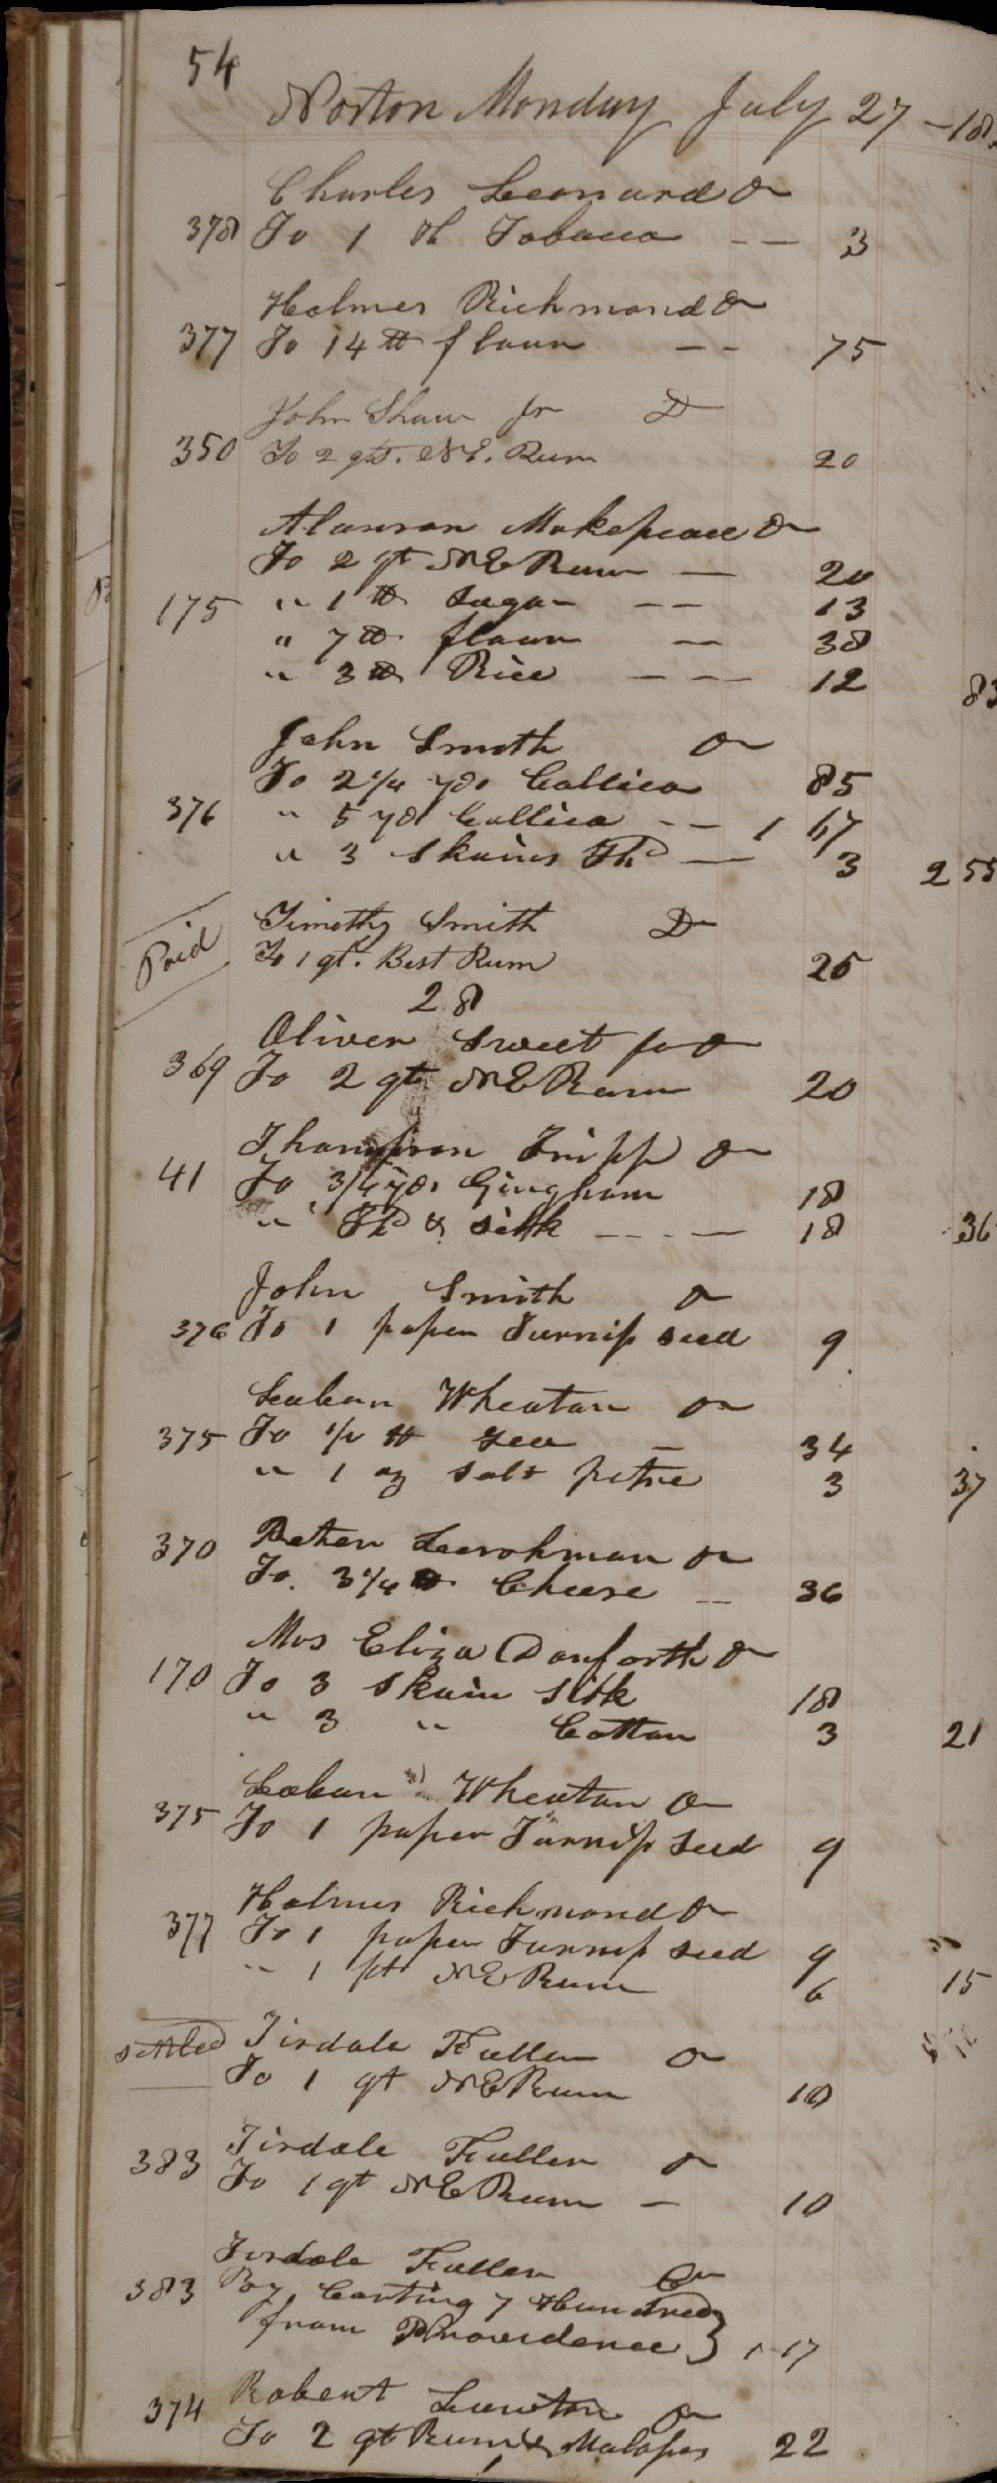 54
Norton Monday July 27 - 18
Charles Leonard Dr
378 To 1 lb Tobacco -- 3
Holmes Richmond Dr
377 To 14 lb flour -- 75
John Shaw Jr Dr
350 To 2 qts. N.E. Rum 20
Alanson Makepeace Dr
To 2 qt N E Rum — 20
175 " 1 lb Sugar -- 13
" 7 lb flour — 38
" 3 lb Rice --- 12 83
John Smith Dr
To 2 1/4 yds Callico 85
376 " 5 yd Callico -- 1 67
" 3 Skains Thd — 3 2 55
Timothy Smith Dr
Paid To 1 qt. Best Rum 25
28
Oliver Sweet Jr Dr
369 To 2 qts N E Rum 20
Thompson Tripp Dr
41 To 3/4 yds Gingham 18
" Thd & silk ---- 18 36
John Smith Dr
376 To 1 paper Turnip seed 9
Laban Wheaton Dr
375 To 1/2 lb Tea — 34
" 1 oz Salt petre 3 37
Dr
370 To 3 1/4 lb Cheese -- 36
Mrs Eliza Danforth Dr
170 To 3 Skain Silk 18
" 3 " Cotton 3 21
Laban Wheaton Dr
375 To 1 paper Turnip Seed 9
Holmes Richmond Dr
377 To 1 paper Turnip seed 9
" 1 pt N E Rum 6 15
settled Tisdale Fuller Dr
To 1 qt N E Rum 10
Tisdale Fuller Dr
383 To 1 qt N E Rum — 10
Tisdale Fuller Cr
383 By Carting 7 Hundred }
from Providence } 1-17
374 Robert Dr
To 2 qt Rum & Molases 22